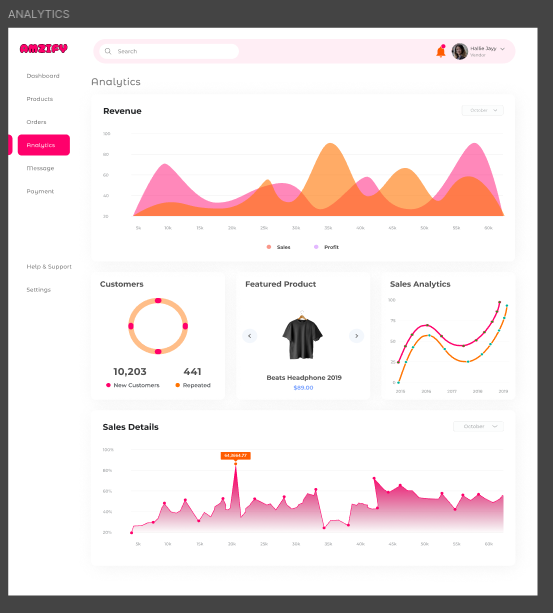 ANALYTICS
AMZIFY
Search
Hallie Jayy
Vendor
Dashboard
Products
Orders
Analytics
Message
Payment
Help & Support
Settings
Analytics
Revenue
October
100
80
60
40
20
5k 10k 15k 20k 25k 30k 35k 40k 45k 50k 55k 60k
Sales Profit
Customers
10,203 441
New Customers Repeated
Featured Product
Beats Headphone 2019
$89.00
Sales Analytics
100
75
50
25
0
2015 2016 2017 2018 2019
Sales Details
October
100%
80%
60%
40%
20%
5k 10k 15k 20k 25k 30k 35k 40k 45k 50k 55k 60k